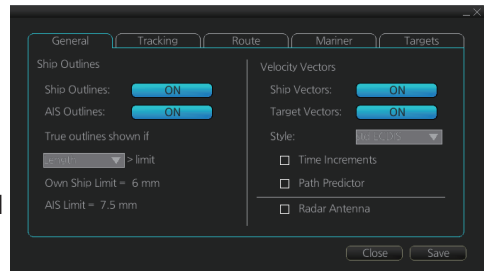 General Tracking Route Mariner Targets
Ship Outlines
Ship Outlines: ON
AIS Outlines: ON
True outlines shown if
Length > limit
Own Ship Limit = 6 mm
AIS Limit = 7.5 mm
Velocity Vectors
Ship Vectors: ON
Target Vectors: ON
Style:
Time Increments
Path Predictor
Radar Antenna
Close Save